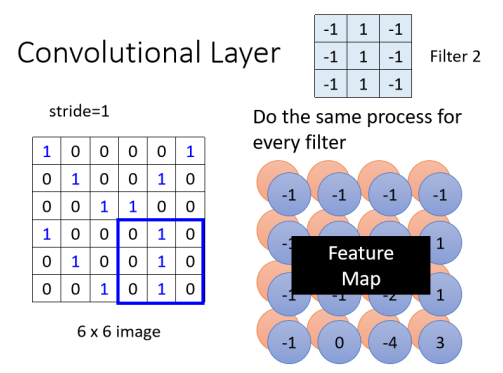 Convolutional Layer
-1 1 -1
-1 1 -1
-1 1 -1
Filter 2
stride=1
1 0 0 0 0 1
0 1 0 0 1 0
0 0 1 1 0 0
1 0 0 0 1 0
0 1 0 0 1 0
0 0 1 0 1 0
6 x 6 image
Do the same process for
every filter
-1 -1 -1 -1
-1 1
Feature
Map
-1 -1 -2 1
-1 0 -4 3